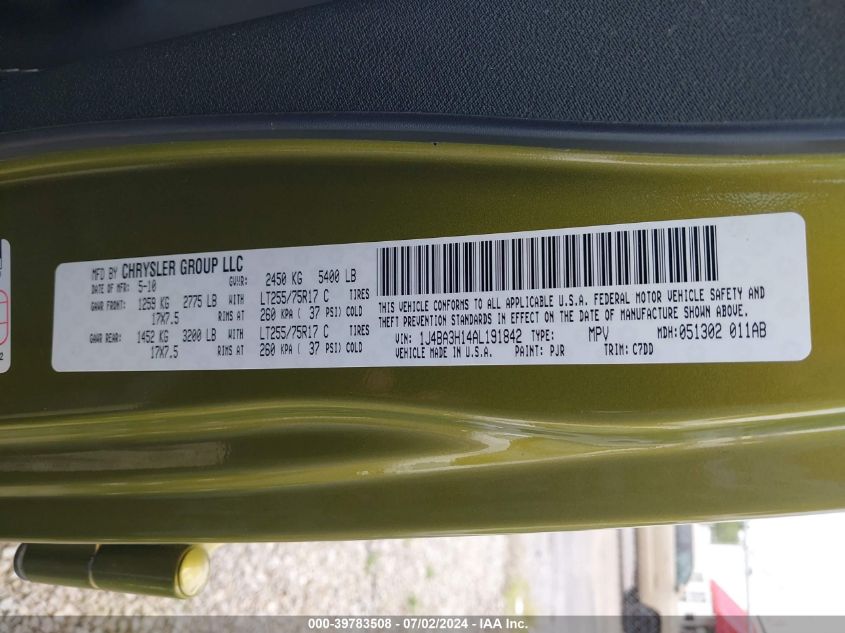 MFD BY CHRYSLER GROUP LLC
DATE OF MFR: 5-10 GVWR: 2450 KG 5400 LB
GAWR FRONT: 1259 KG 2775 LB WITH LT255/75R17 C TIRES
17X7.5 RIMS AT 260 KPA ( 37 PSI) COLD
GAWR REAR: 1452 KG 3200 LB WITH LT255/75R17 C TIRES
17X7.5 RIMS AT 260 KPA ( 37 PSI) COLD
THIS VEHICLE CONFORMS TO ALL APPLICABLE U.S.A. FEDERAL MOTOR VEHICLE SAFETY AND
THEFT PREVENTION STANDARDS IN EFFECT ON THE DATE OF MANUFACTURE SHOWN ABOVE.
VIN: 1J4BA3H14AL191842 TYPE: MPV MDH: 051302 011AB
VEHICLE MADE IN U.S.A. PAINT: PJR TRIM: C7DD
2
000-39783508 - 07/02/2024 - IAA Inc.